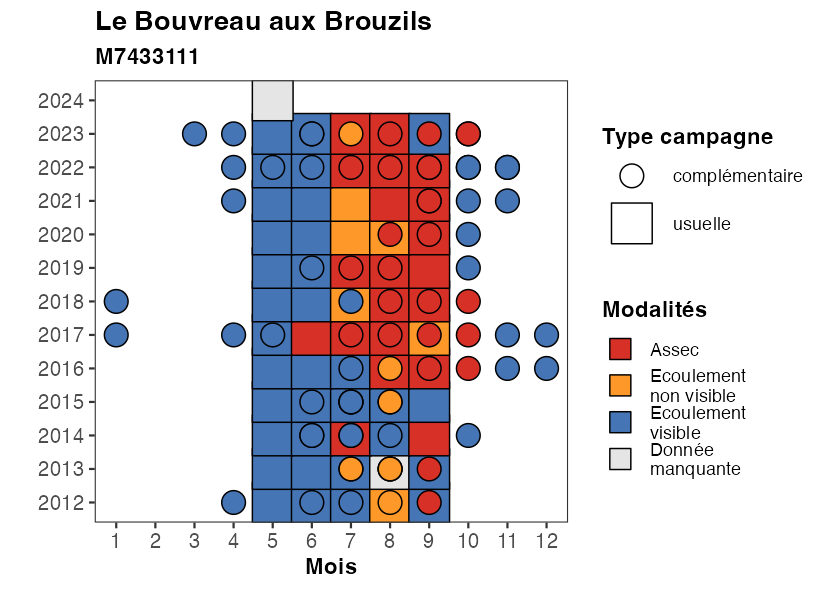 Le Bouvreau aux Brouzils
M7433111
2024
2023
2022
2021
2020
2019
2018
2017
2016
2015
2014
2013
2012
1 2 3 4 5 6 7 8 9 10 11 12
Mois
Type campagne
complémentaire
usuelle
Modalités
Assec
Ecoulement
non visible
Ecoulement
visible
Donnée
manquante